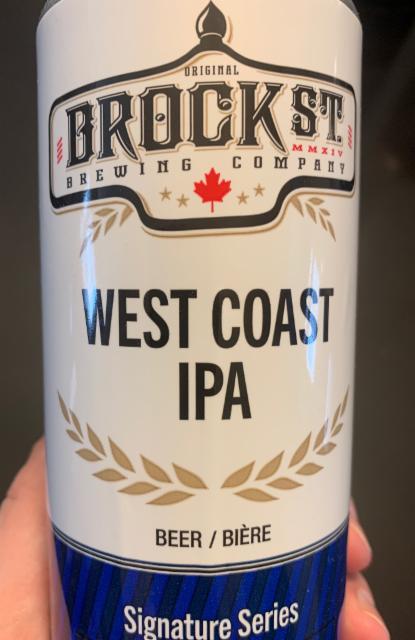 ORIGINAL
BROCK ST.
MMXIV
BREWING COMPANY
WEST COAST
IPA
BEER / BIÈRE
Signature Series